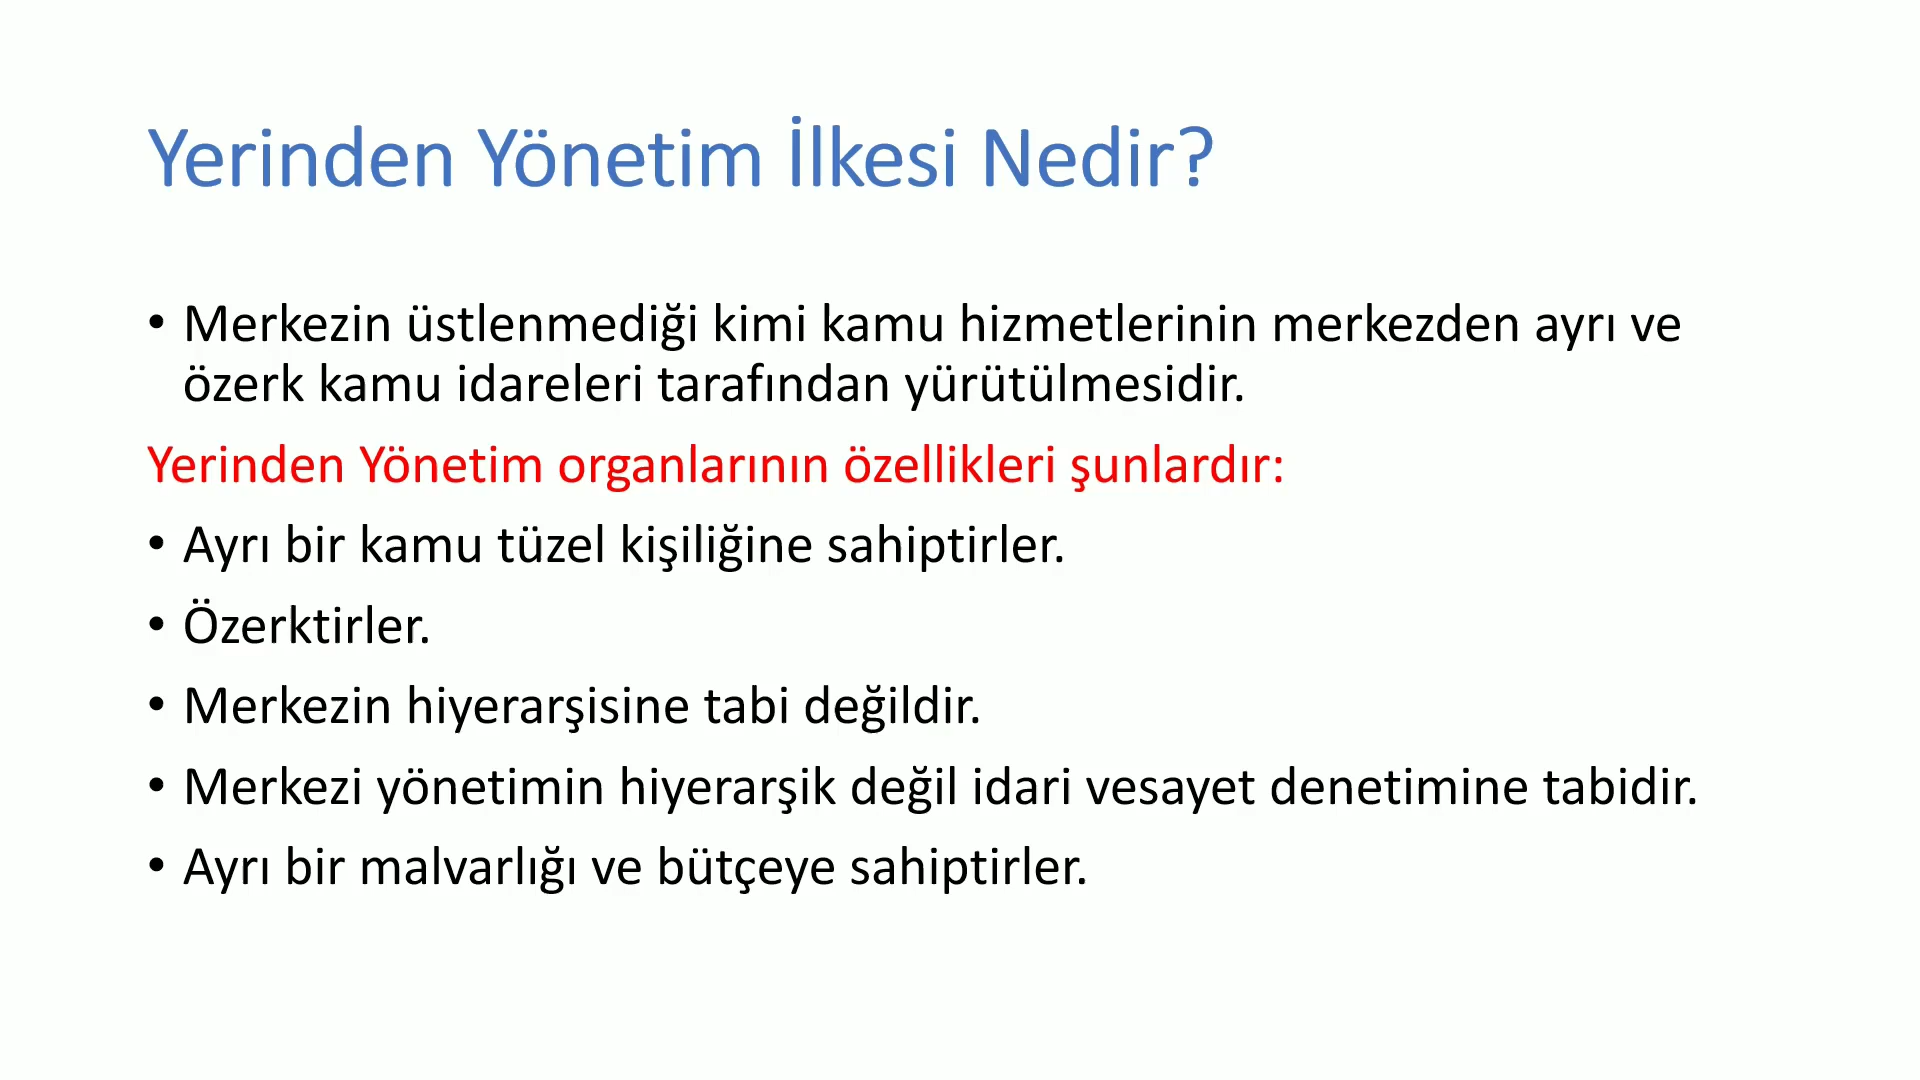 Yerinden Yönetim İlkesi Nedir?
• Merkezin üstlenmediği kimi kamu hizmetlerinin merkezden ayrı ve
özerk kamu idareleri tarafından yürütülmesidir.
Yerinden Yönetim organlarının özellikleri şunlardır:
• Ayrı bir kamu tüzel kişiliğine sahiptirler.
• Özerktirler.
• Merkezin hiyerarşisine tabi değildir.
• Merkezi yönetimin hiyerarşik değil idari vesayet denetimine tabidir.
• Ayrı bir malvarlığı ve bütçeye sahiptirler.